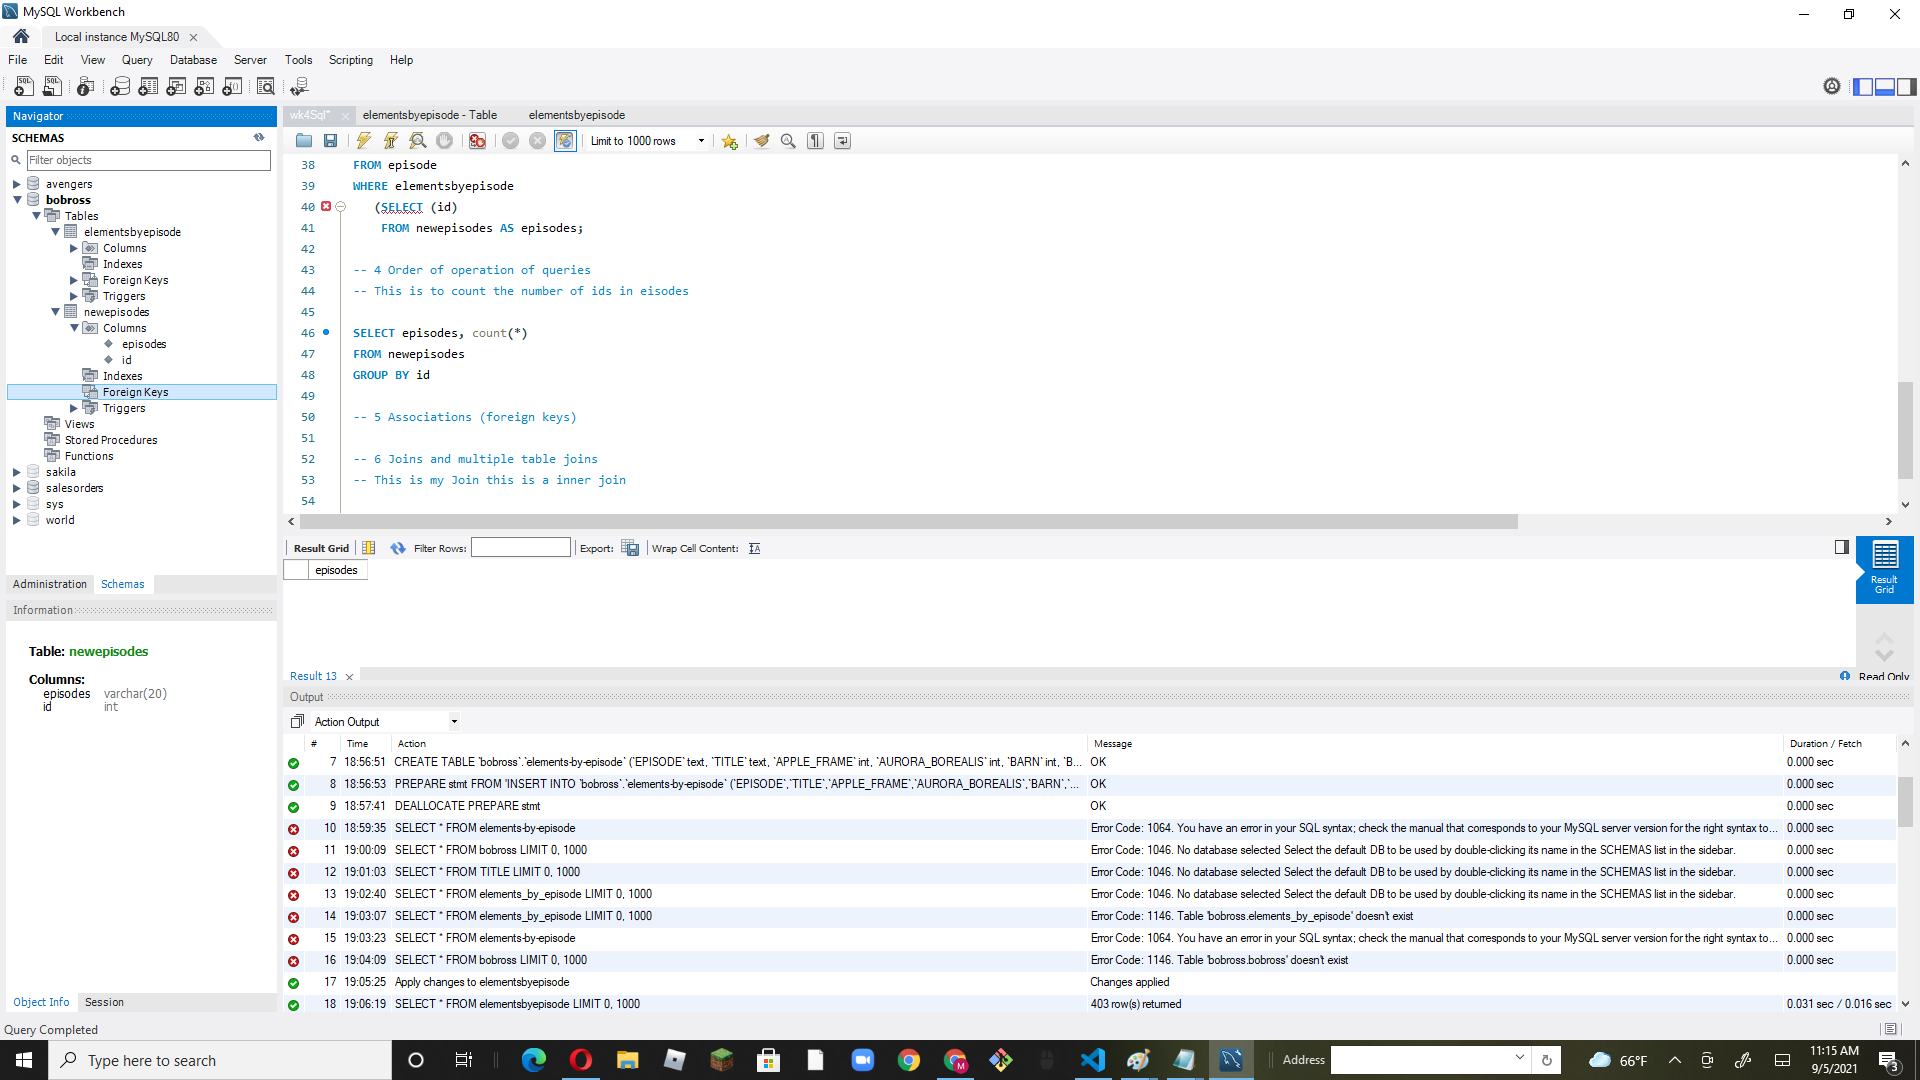 MySQL Workbench
Local instance MySQL80
File Edit View Query Database Server Tools Scripting Help
Navigator
SCHEMAS
Filter objects
avengers
bobross
Tables
elementsbyepisode
Columns
Indexes
Foreign Keys
Triggers
newepisodes
Columns
episodes
id
Indexes
Foreign Keys
Triggers
Views
Stored Procedures
Functions
sakila
salesorders
sys
world
Administration Schemas
Information
Table: newepisodes
Columns:
episodes varchar(20)
id int
Object Info Session
wk4Sql* elementsbyepisode - Table elementsbyepisode
Limit to 1000 rows
38 FROM episode
39 WHERE elementsbyepisode
40 (SELECT (id)
41 FROM newepisodes AS episodes;
42
43 -- 4 Order of operation of queries
44 -- This is to count the number of ids in eisodes
45
46 SELECT episodes, count(*)
47 FROM newepisodes
48 GROUP BY id
49
50 -- 5 Associations (foreign keys)
51
52 -- 6 Joins and multiple table joins
53 -- This is my Join this is a inner join
54
Result Grid Filter Rows: Export: Wrap Cell Content:
episodes
Result Grid
Result 13
Read Only
Output
Action Output
# Time Action Message Duration / Fetch
7 18:56:51 CREATE TABLE `bobross`.`elements-by-episode` (`EPISODE` text, `TITLE` text, `APPLE_FRAME` int, `AURORA_BOREALIS` int, `BARN` int, `B... OK 0.000 sec
8 18:56:53 PREPARE stmt FROM 'INSERT INTO `bobross`.`elements-by-episode` (`EPISODE`,`TITLE`,`APPLE_FRAME`,`AURORA_BOREALIS`,`BARN`,`... OK 0.000 sec
9 18:57:41 DEALLOCATE PREPARE stmt OK 0.000 sec
10 18:59:35 SELECT * FROM elements-by-episode Error Code: 1064. You have an error in your SQL syntax; check the manual that corresponds to your MySQL server version for the right syntax to... 0.000 sec
11 19:00:09 SELECT * FROM bobross LIMIT 0, 1000 Error Code: 1046. No database selected Select the default DB to be used by double-clicking its name in the SCHEMAS list in the sidebar. 0.000 sec
12 19:01:03 SELECT * FROM TITLE LIMIT 0, 1000 Error Code: 1046. No database selected Select the default DB to be used by double-clicking its name in the SCHEMAS list in the sidebar. 0.000 sec
13 19:02:40 SELECT * FROM elements_by_episode LIMIT 0, 1000 Error Code: 1046. No database selected Select the default DB to be used by double-clicking its name in the SCHEMAS list in the sidebar. 0.000 sec
14 19:03:07 SELECT * FROM elements_by_episode LIMIT 0, 1000 Error Code: 1146. Table 'bobross.elements_by_episode' doesn't exist 0.000 sec
15 19:03:23 SELECT * FROM elements-by-episode Error Code: 1064. You have an error in your SQL syntax; check the manual that corresponds to your MySQL server version for the right syntax to... 0.000 sec
16 19:04:09 SELECT * FROM bobross LIMIT 0, 1000 Error Code: 1146. Table 'bobross.bobross' doesn't exist 0.000 sec
17 19:05:25 Apply changes to elementsbyepisode Changes applied
18 19:06:19 SELECT * FROM elementsbyepisode LIMIT 0, 1000 403 row(s) returned 0.031 sec / 0.016 sec
Query Completed
Type here to search
Address
66°F
11:15 AM
9/5/2021
3